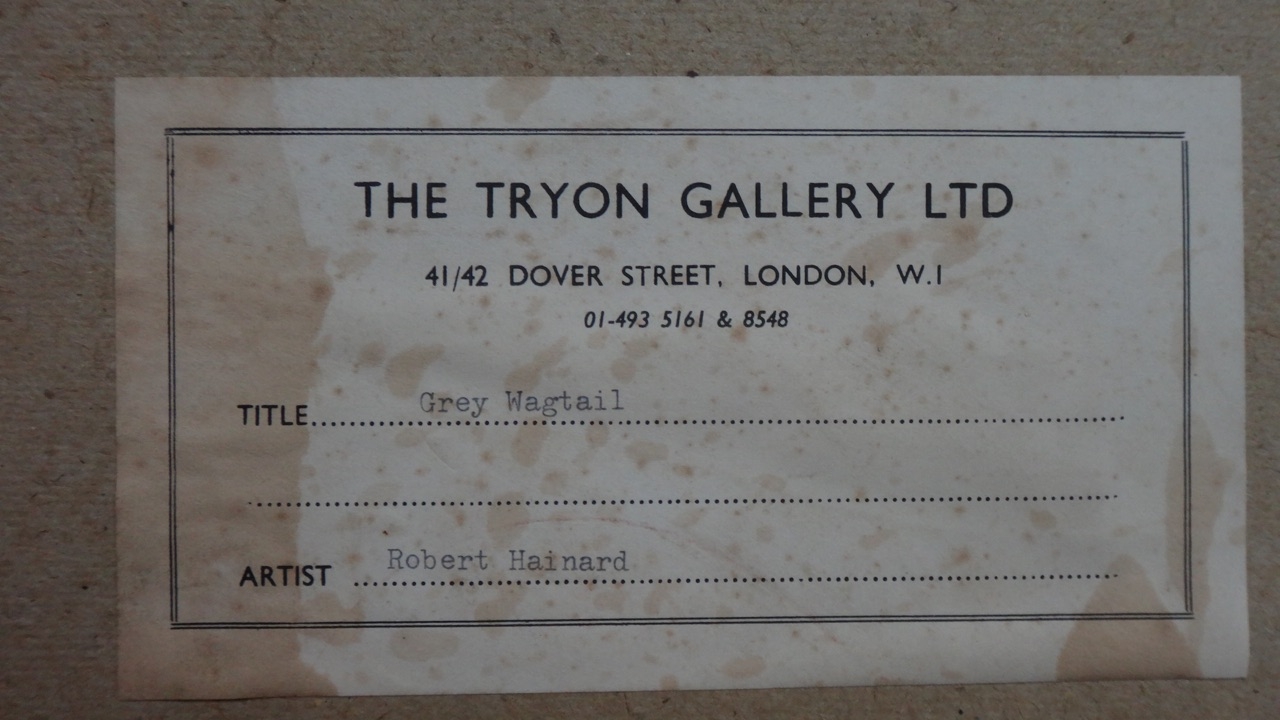 THE TRYON GALLERY LTD
41/42 DOVER STREET, LONDON, W.1
01-493 5161 & 8548
TITLE Grey Wagtail
ARTIST Robert Hainard